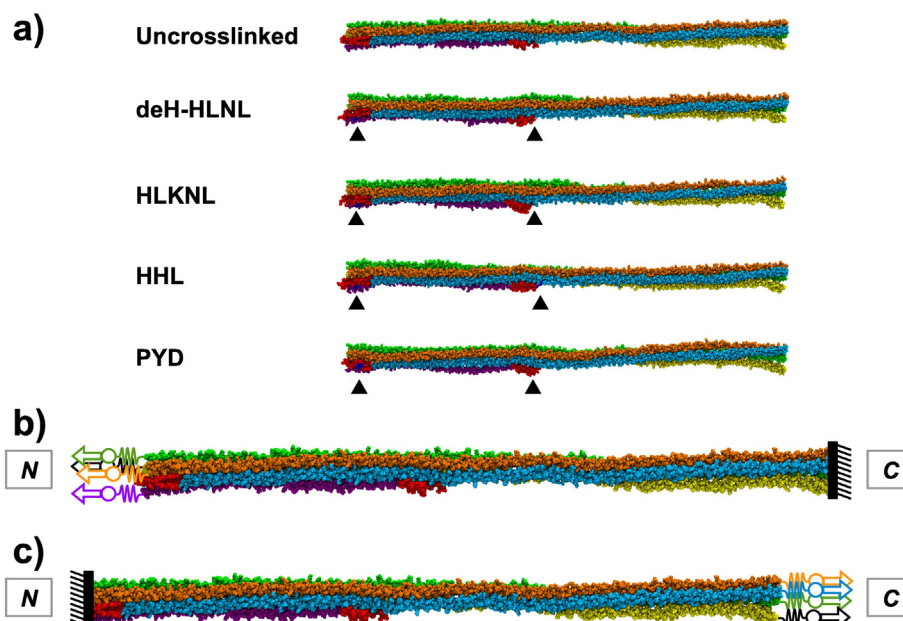 a)
Uncrosslinked
deH-HLNL
HLKNL
HHL
PYD
b)
N
C
c)
N
C